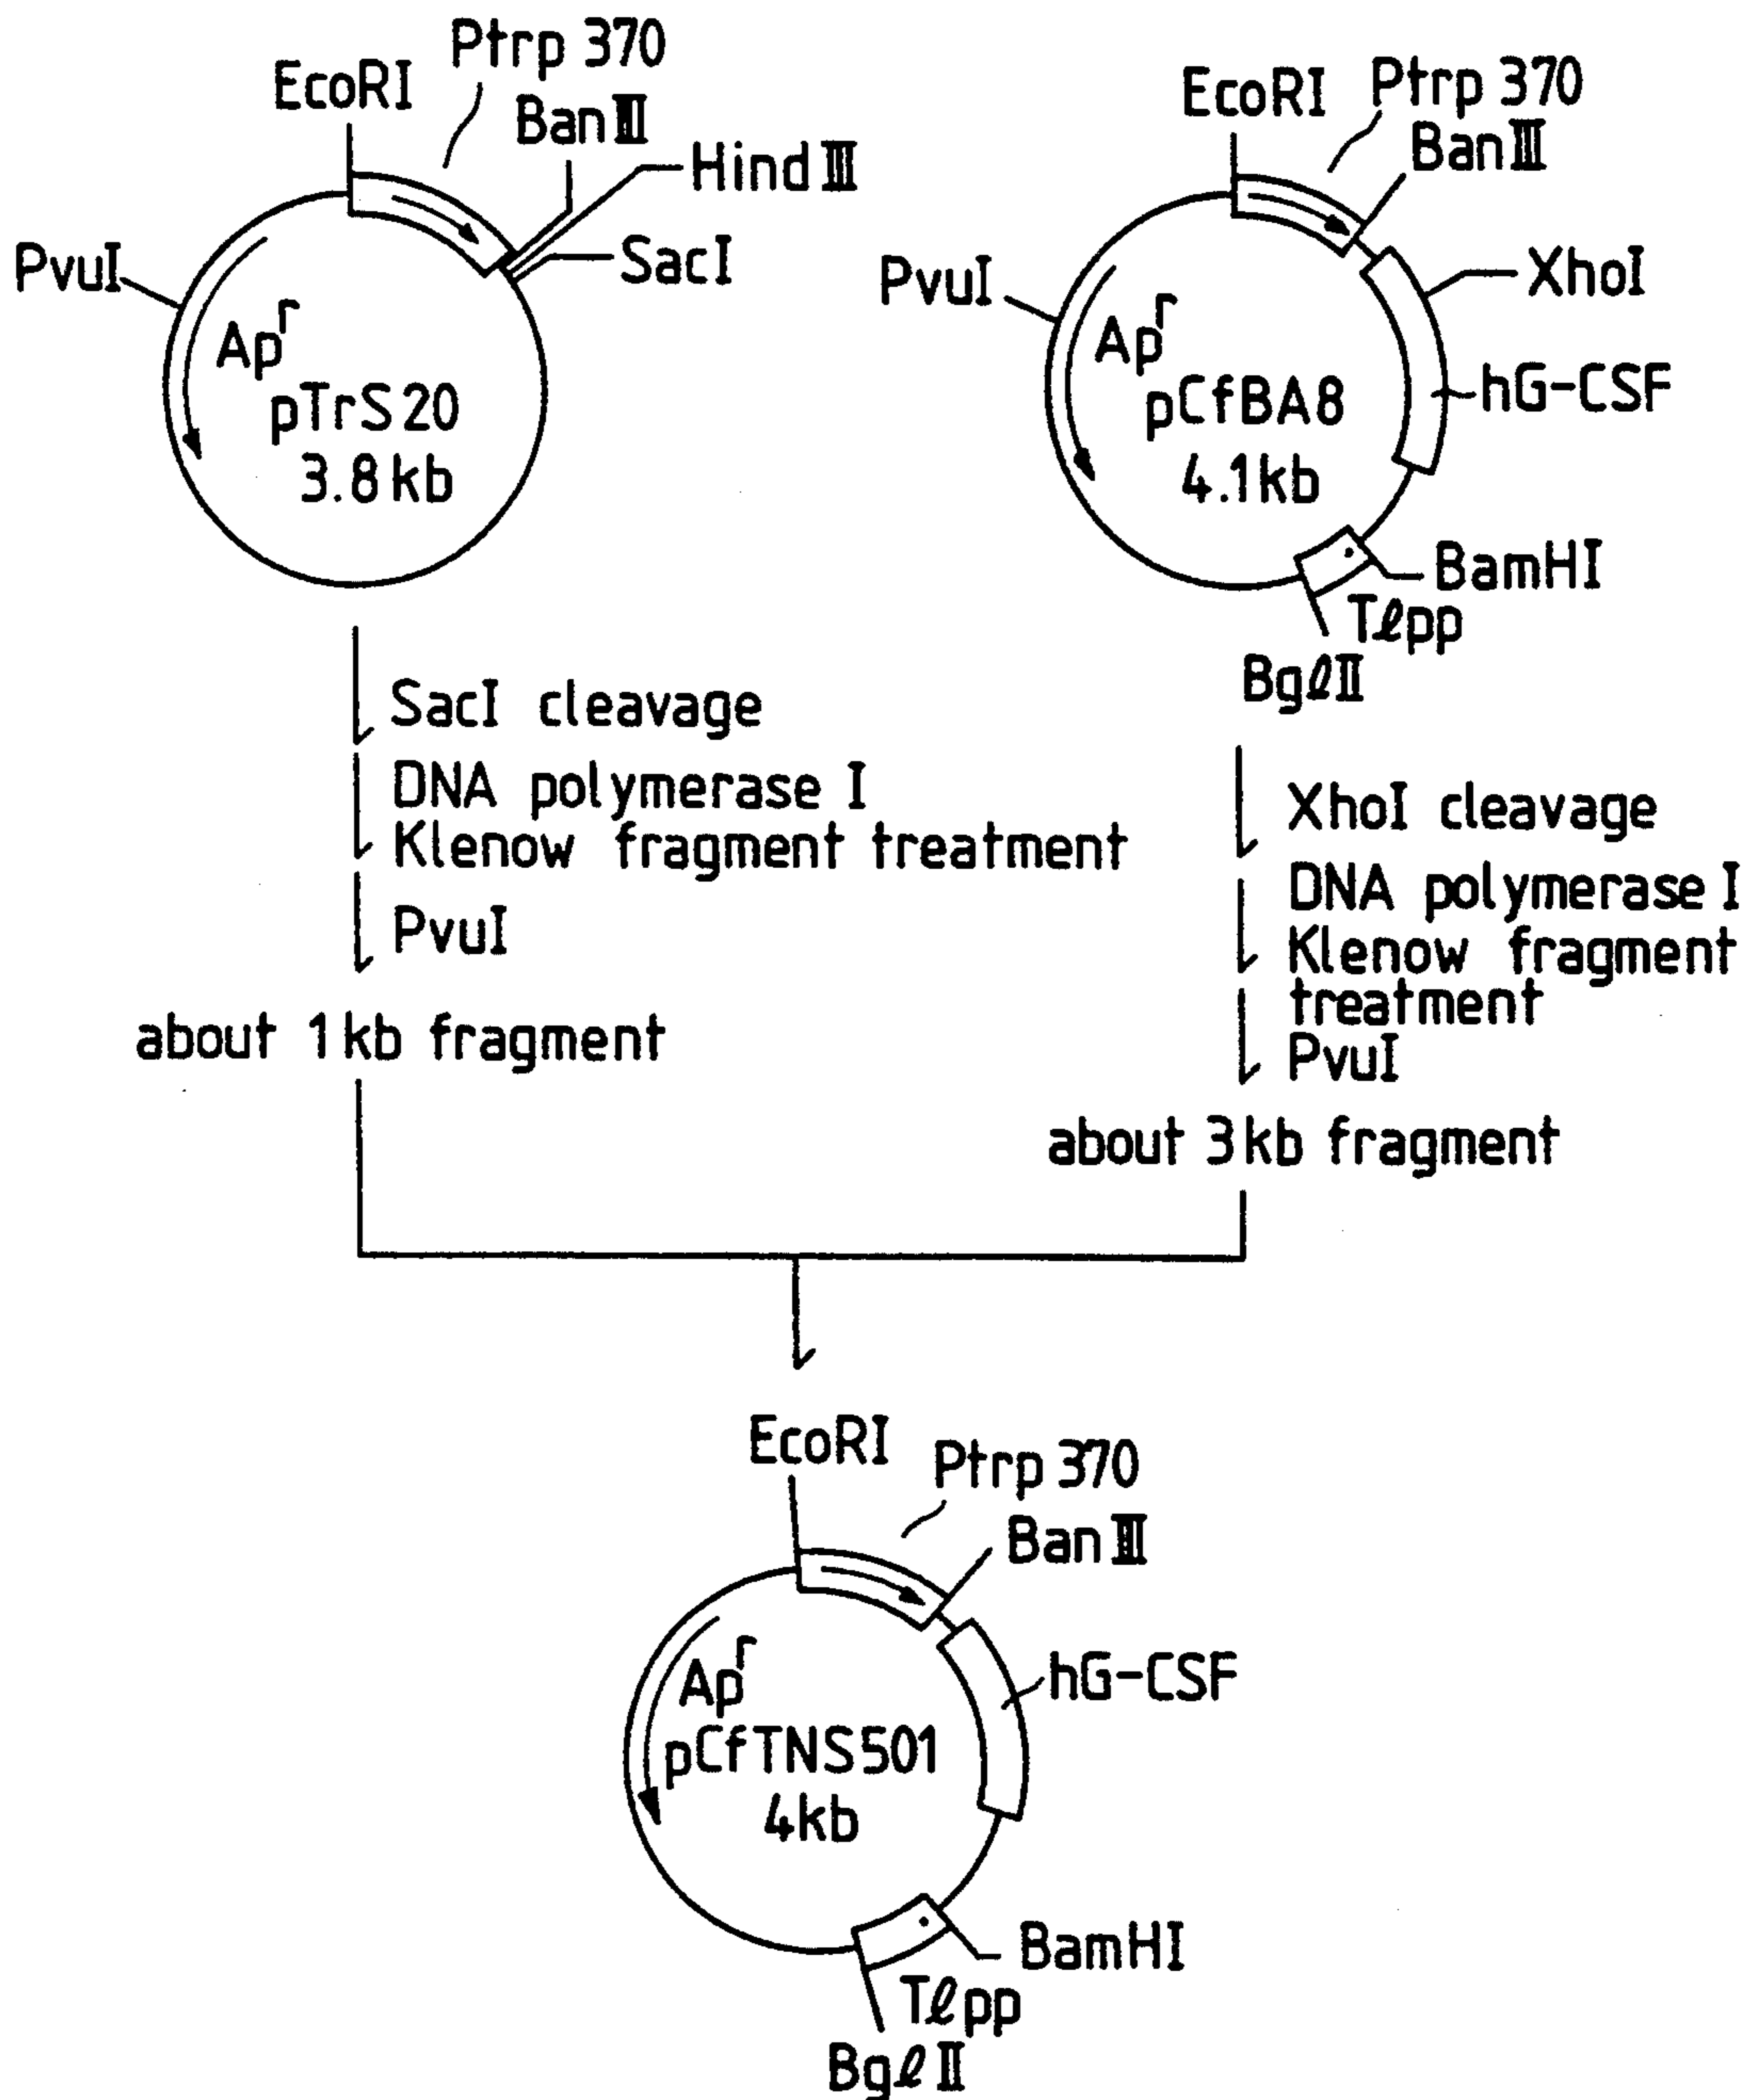 EcoRI
Ptrp 370
BanIII
HindIII
SacI
PvuI
Apr
pTrS20
3.8kb
EcoRI
Ptrp 370
BanIII
XhoI
PvuI
Apr
pCfBA8
4.1kb
hG-CSF
BamHI
Tlpp
BglII
SacI cleavage
DNA polymerase I
Klenow fragment treatment
PvuI
about 1kb fragment
XhoI cleavage
DNA polymerase I
Klenow fragment
treatment
PvuI
about 3kb fragment
EcoRI
Ptrp 370
BanIII
hG-CSF
Apr
pCfTNS501
4kb
BamHI
Tlpp
BglII